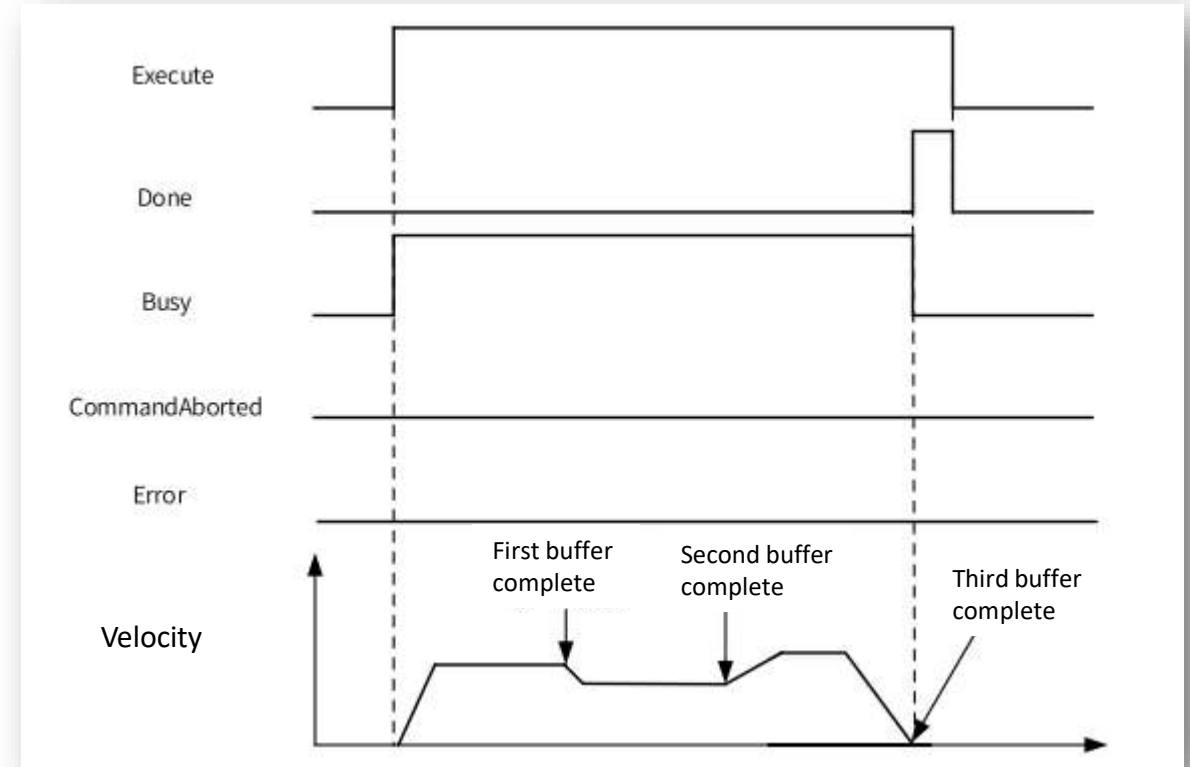 Execute
Done
Busy
CommandAborted
Error
First buffer
complete
Second buffer
complete
Third buffer
complete
Velocity